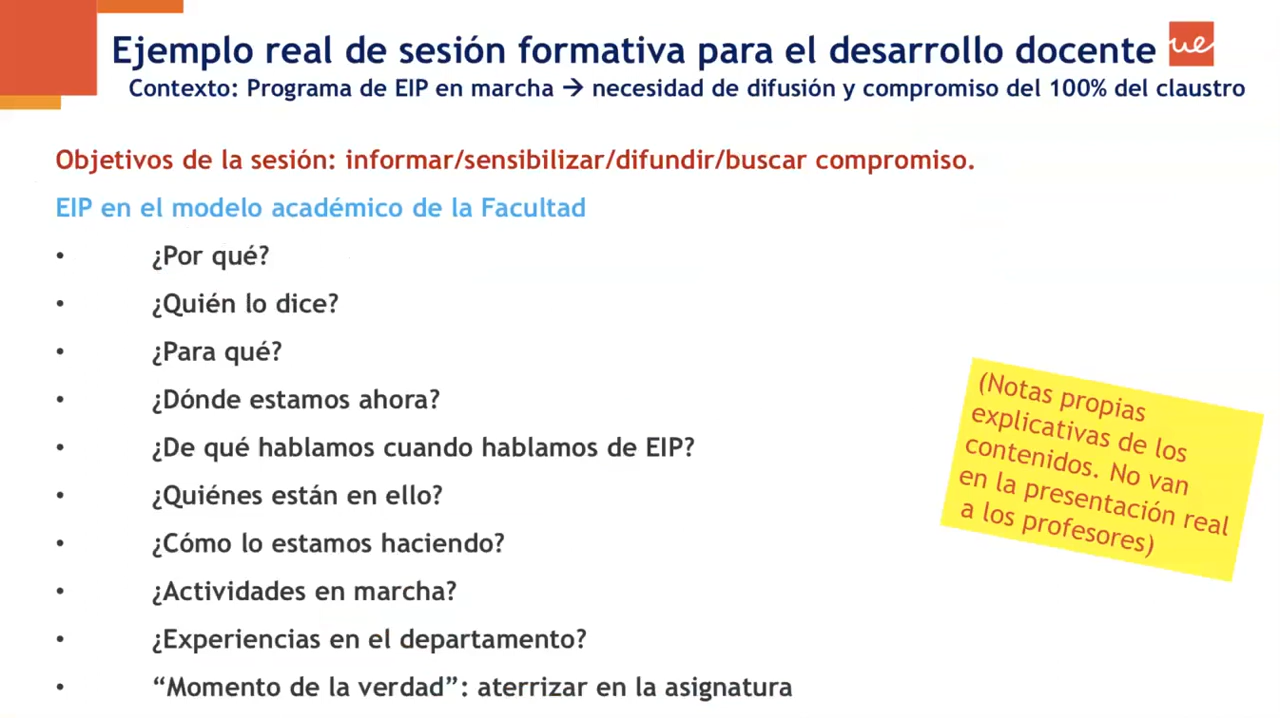 Ejemplo real de sesión formativa para el desarrollo docente
ue
Contexto: Programa de EIP en marcha → necesidad de difusión y compromiso del 100% del claustro
Objetivos de la sesión: informar/sensibilizar/difundir/buscar compromiso.
EIP en el modelo académico de la Facultad
• ¿Por qué?
• ¿Quién lo dice?
• ¿Para qué?
• ¿Dónde estamos ahora?
• ¿De qué hablamos cuando hablamos de EIP?
• ¿Quiénes están en ello?
• ¿Cómo lo estamos haciendo?
• ¿Actividades en marcha?
• ¿Experiencias en el departamento?
• “Momento de la verdad”: aterrizar en la asignatura
(Notas propias
explicativas de los
contenidos. No van
en la presentación real
a los profesores)